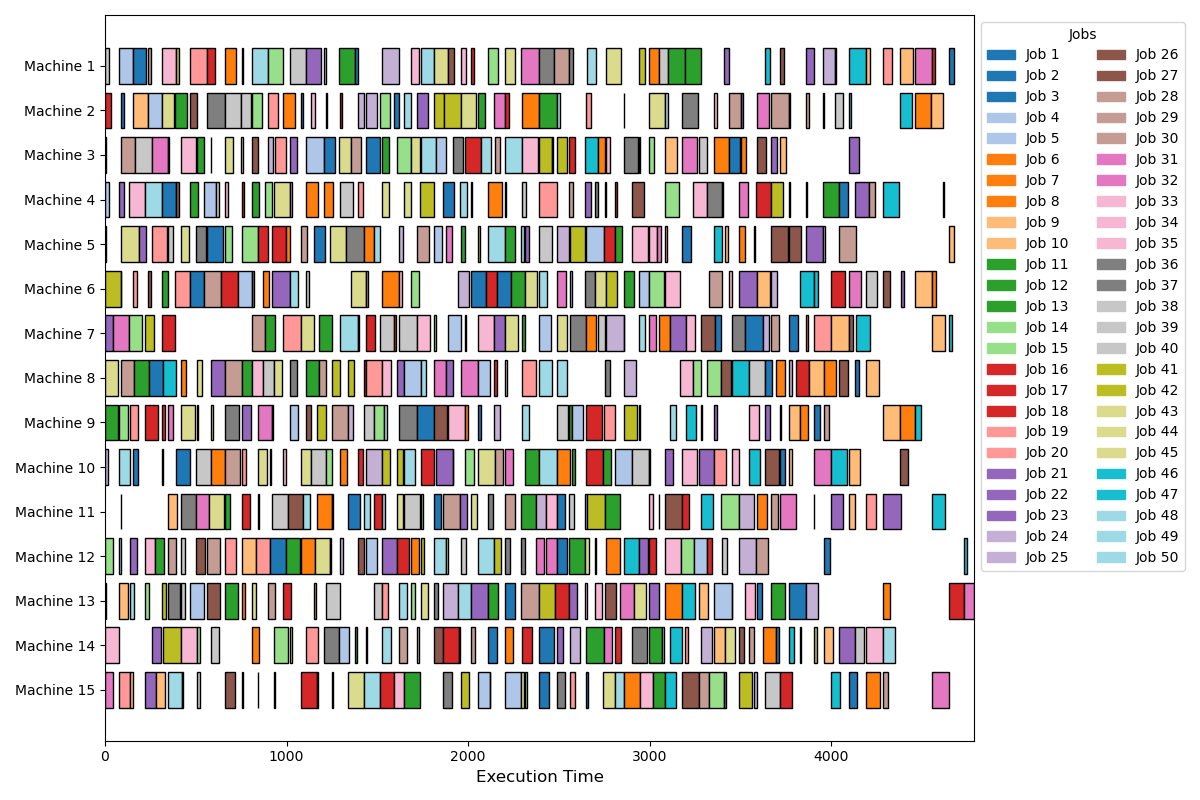 Machine 1
Machine 2
Machine 3
Machine 4
Machine 5
Machine 6
Machine 7
Machine 8
Machine 9
Machine 10
Machine 11
Machine 12
Machine 13
Machine 14
Machine 15
0 1000 2000 3000 4000
Execution Time
Jobs
Job 1
Job 2
Job 3
Job 4
Job 5
Job 6
Job 7
Job 8
Job 9
Job 10
Job 11
Job 12
Job 13
Job 14
Job 15
Job 16
Job 17
Job 18
Job 19
Job 20
Job 21
Job 22
Job 23
Job 24
Job 25
Job 26
Job 27
Job 28
Job 29
Job 30
Job 31
Job 32
Job 33
Job 34
Job 35
Job 36
Job 37
Job 38
Job 39
Job 40
Job 41
Job 42
Job 43
Job 44
Job 45
Job 46
Job 47
Job 48
Job 49
Job 50